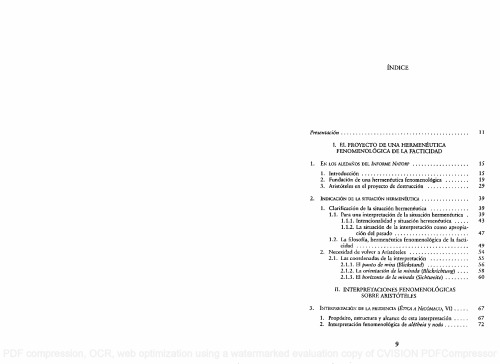 ÍNDICE
Presentación ........................................... 11
I. EL PROYECTO DE UNA HERMENÉUTICA
FENOMENOLÓGICA DE LA FACTICIDAD
1. EN LOS ALEDAÑOS DEL INFORME NATORP .................... 15
1. Introducción ..................................... 15
2. Fundación de una hermenéutica fenomenológica ........ 19
3. Aristóteles en el proyecto de destrucción ............. 29
2. INDICACIÓN DE LA SITUACIÓN HERMENÉUTICA ................ 39
1. Clarificación de la situación hermenéutica ............. 39
1.1. Para una interpretación de la situación hermenéutica . 39
1.1.1. Intencionalidad y situación hermenéutica ..... 43
1.1.2. La situación de la interpretación como apropia-
ción del pasado ........................ 47
1.2. La filosofía, hermenéutica fenomenológica de la facti-
cidad ..................................... 49
2. Necesidad de volver a Aristóteles .................... 54
2.1. Las coordenadas de la interpretación ............. 55
2.1.1. El punto de mira (Blickstand) .............. 56
2.1.2. La orientación de la mirada (Blickrichtung) .... 58
2.1.3. El horizonte de la mirada (Sichtweite) ....... 60
II. INTERPRETACIONES FENOMENOLÓGICAS
SOBRE ARISTÓTELES
3. INTERPRETACIÓN DE LA PRUDENCIA (ÉTICA A NICÓMACO, VI) ..... 67
1. Propósito, estructura y alcance de esta interpretación ..... 67
2. Interpretación fenomenológica de alétheia y noûs ........ 72
9
PDF compression, OCR, web optimization using a watermarked evaluation copy of CVISION PDFCompressor